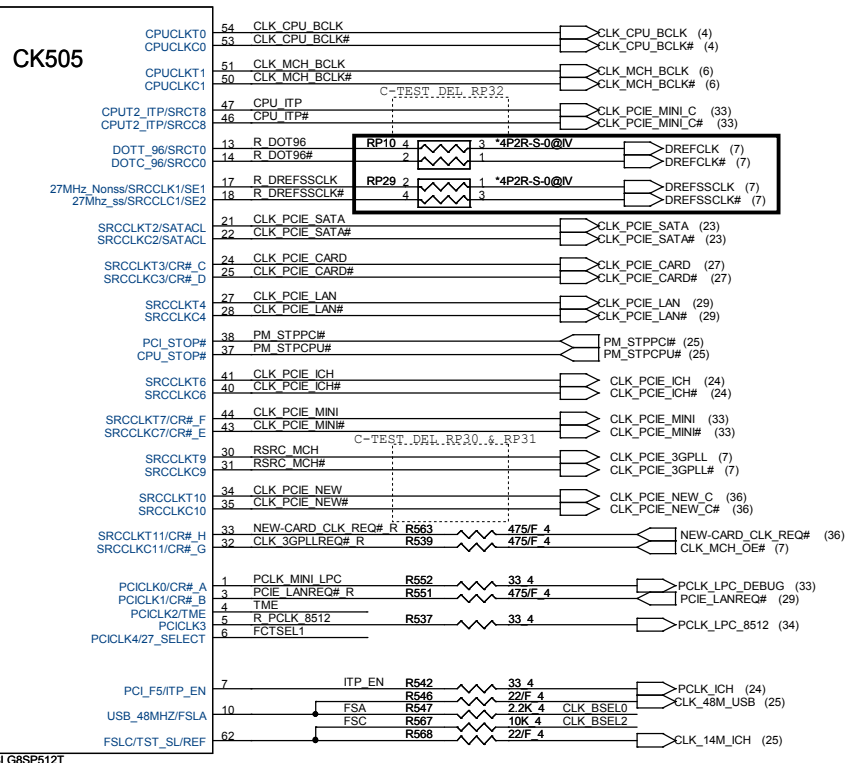 CK505
CPUCLKT0 54 CLK_CPU_BCLK CLK_CPU_BCLK (4)
CPUCLKC0 53 CLK_CPU_BCLK# CLK_CPU_BCLK# (4)
CPUCLKT1 51 CLK_MCH_BCLK CLK_MCH_BCLK (6)
CPUCLKC1 50 CLK_MCH_BCLK# CLK_MCH_BCLK# (6)
C-TEST DEL RP32
CPUT2_ITP/SRCT8 47 CPU_ITP CLK_PCIE_MINI_C (33)
CPUT2_ITP/SRCC8 46 CPU_ITP# CLK_PCIE_MINI_C# (33)
DOTT_96/SRCT0 13 R_DOT96 RP10 4 3 *4P2R-S-0@IV DREFCLK (7)
DOTC_96/SRCC0 14 R_DOT96# 2 1 DREFCLK# (7)
27MHz_Nonss/SRCCLK1/SE1 17 R_DREFSSCLK RP29 2 1 *4P2R-S-0@IV DREFSSCLK (7)
27Mhz_ss/SRCCLC1/SE2 18 R_DREFSSCLK# 4 3 DREFSSCLK# (7)
SRCCLKT2/SATACL 21 CLK_PCIE_SATA CLK_PCIE_SATA (23)
SRCCLKC2/SATACL 22 CLK_PCIE_SATA# CLK_PCIE_SATA# (23)
SRCCLKT3/CR#_C 24 CLK_PCIE_CARD CLK_PCIE_CARD (27)
SRCCLKC3/CR#_D 25 CLK_PCIE_CARD# CLK_PCIE_CARD# (27)
SRCCLKT4 27 CLK_PCIE_LAN CLK_PCIE_LAN (29)
SRCCLKC4 28 CLK_PCIE_LAN# CLK_PCIE_LAN# (29)
PCI_STOP# 38 PM_STPPCI# PM_STPPCI# (25)
CPU_STOP# 37 PM_STPCPU# PM_STPCPU# (25)
SRCCLKT6 41 CLK_PCIE_ICH CLK_PCIE_ICH (24)
SRCCLKC6 40 CLK_PCIE_ICH# CLK_PCIE_ICH# (24)
SRCCLKT7/CR#_F 44 CLK_PCIE_MINI CLK_PCIE_MINI (33)
SRCCLKC7/CR#_E 43 CLK_PCIE_MINI# CLK_PCIE_MINI# (33)
C-TEST DEL RP30 & RP31
SRCCLKT9 30 RSRC_MCH CLK_PCIE_3GPLL (7)
SRCCLKC9 31 RSRC_MCH# CLK_PCIE_3GPLL# (7)
SRCCLKT10 34 CLK_PCIE_NEW CLK_PCIE_NEW_C (36)
SRCCLKC10 35 CLK_PCIE_NEW# CLK_PCIE_NEW_C# (36)
SRCCLKT11/CR#_H 33 NEW-CARD_CLK_REQ#_R R563 475/F_4 NEW-CARD_CLK_REQ# (36)
SRCCLKC11/CR#_G 32 CLK_3GPLLREQ#_R R539 475/F_4 CLK_MCH_OE# (7)
PCICLK0/CR#_A 1 PCLK_MINI_LPC R552 33_4 PCLK_LPC_DEBUG (33)
PCICLK1/CR#_B 3 PCIE_LANREQ#_R R551 475/F_4 PCIE_LANREQ# (29)
PCICLK2/TME 4 TME
PCICLK3 5 R_PCLK_8512 R537 33_4 PCLK_LPC_8512 (34)
PCICLK4/27_SELECT 6 FCTSEL1
PCI_F5/ITP_EN 7 ITP_EN R542 33_4 PCLK_ICH (24)
R546 22/F_4 CLK_48M_USB (25)
USB_48MHZ/FSLA 10 FSA R547 2.2K_4 CLK_BSEL0
FSC R567 10K_4 CLK_BSEL2
FSLC/TST_SL/REF 62 R568 22/F_4 CLK_14M_ICH (25)
LG8SP512T